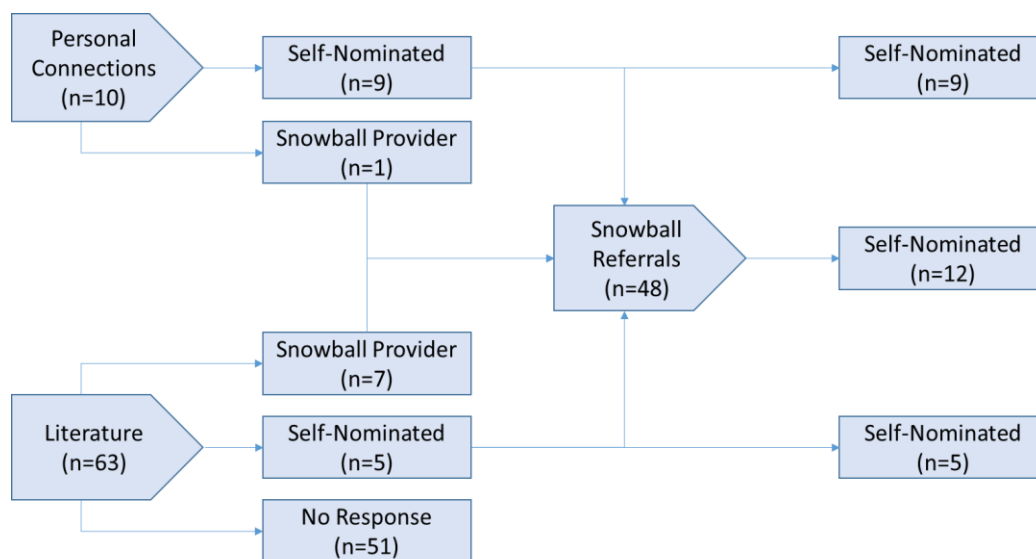 Personal
Connections
(n=10)
Self-Nominated
(n=9)
Self-Nominated
(n=9)
Snowball Provider
(n=1)
Snowball
Referrals
(n=48)
Self-Nominated
(n=12)
Snowball Provider
(n=7)
Literature
(n=63)
Self-Nominated
(n=5)
Self-Nominated
(n=5)
No Response
(n=51)